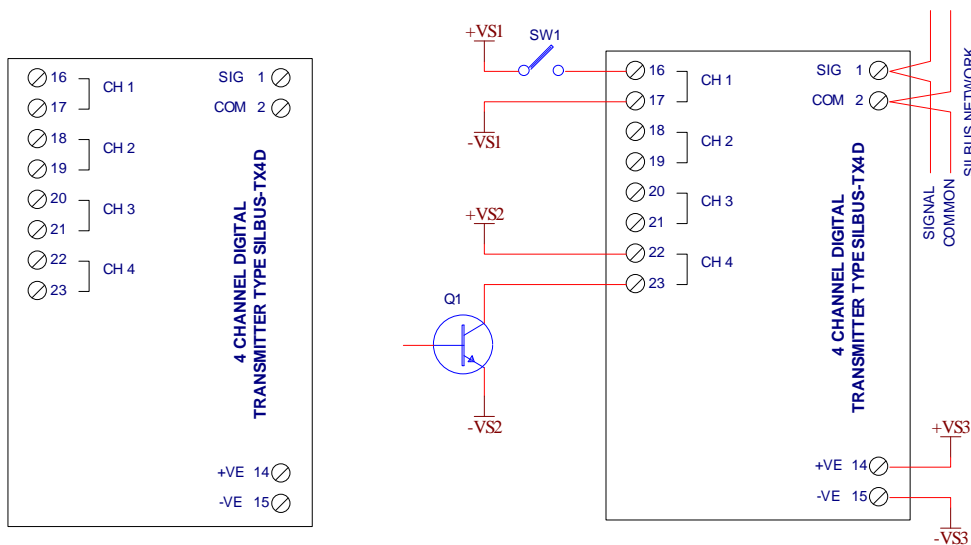 16
CH 1
17
18
CH 2
19
20
CH 3
21
22
CH 4
23
SIG 1
COM 2
4 CHANNEL DIGITAL
TRANSMITTER TYPE SILBUS-TX4D
+VE 14
-VE 15
+VS1
SW1
-VS1
+VS2
Q1
-VS2
16
CH 1
17
18
CH 2
19
20
CH 3
21
22
CH 4
23
SIG 1
COM 2
4 CHANNEL DIGITAL
TRANSMITTER TYPE SILBUS-TX4D
+VE 14
-VE 15
SIGNAL
COMMON
SILBUS NETWORK
+VS3
-VS3